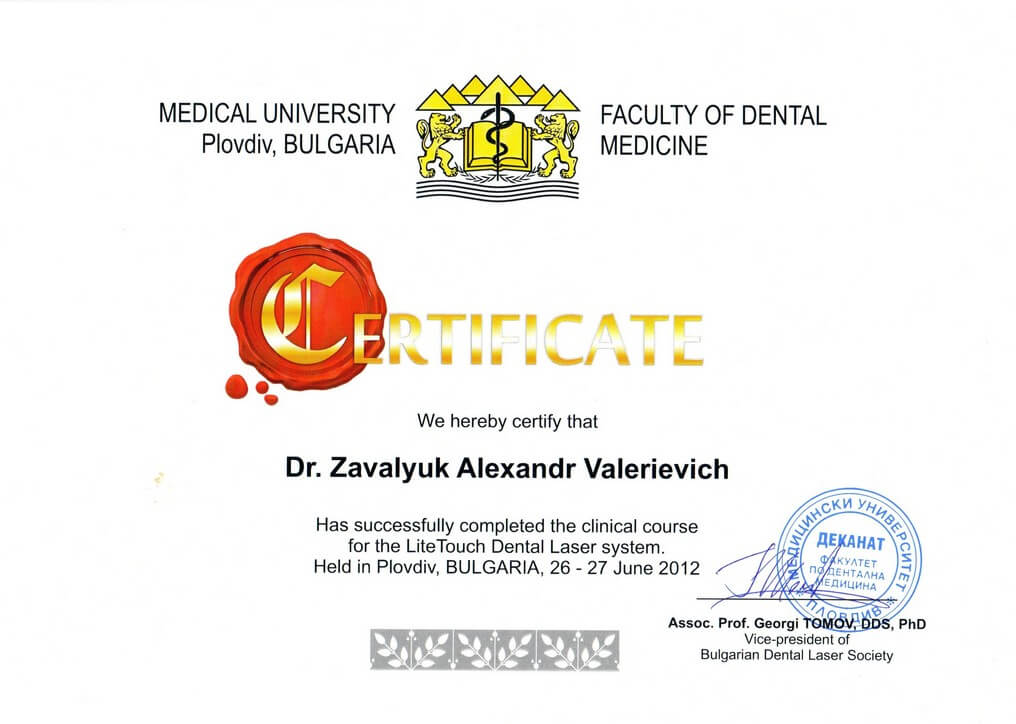 MEDICAL UNIVERSITY
Plovdiv, BULGARIA
FACULTY OF DENTAL
MEDICINE
CERTIFICATE
We hereby certify that
Dr. Zavalyuk Alexandr Valerievich
Has successfully completed the clinical course
for the LiteTouch Dental Laser system.
Held in Plovdiv, BULGARIA, 26 - 27 June 2012
МЕДИЦИНСКИ УНИВЕРСИТЕТ
ДЕКАНАТ
ФАКУЛТЕТ
ПО ДЕНТАЛНА
МЕДИЦИНА
ПЛОВДИВ
Assoc. Prof. Georgi TOMOV, DDS, PhD
Vice-president of
Bulgarian Dental Laser Society